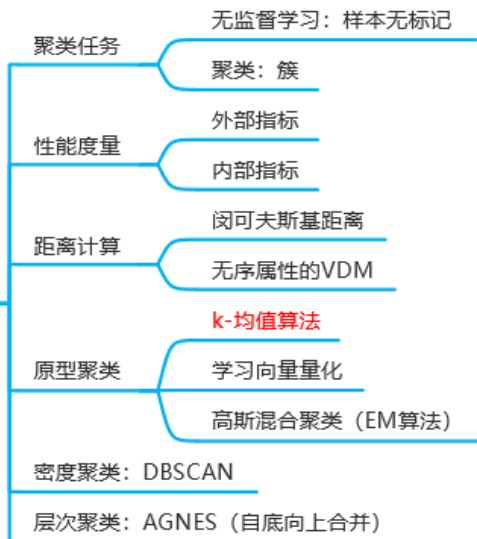 聚类任务
无监督学习：样本无标记
聚类：簇
性能度量
外部指标
内部指标
距离计算
闵可夫斯基距离
无序属性的VDM
原型聚类
k-均值算法
学习向量量化
高斯混合聚类（EM算法）
密度聚类：DBSCAN
层次聚类：AGNES（自底向上合并）